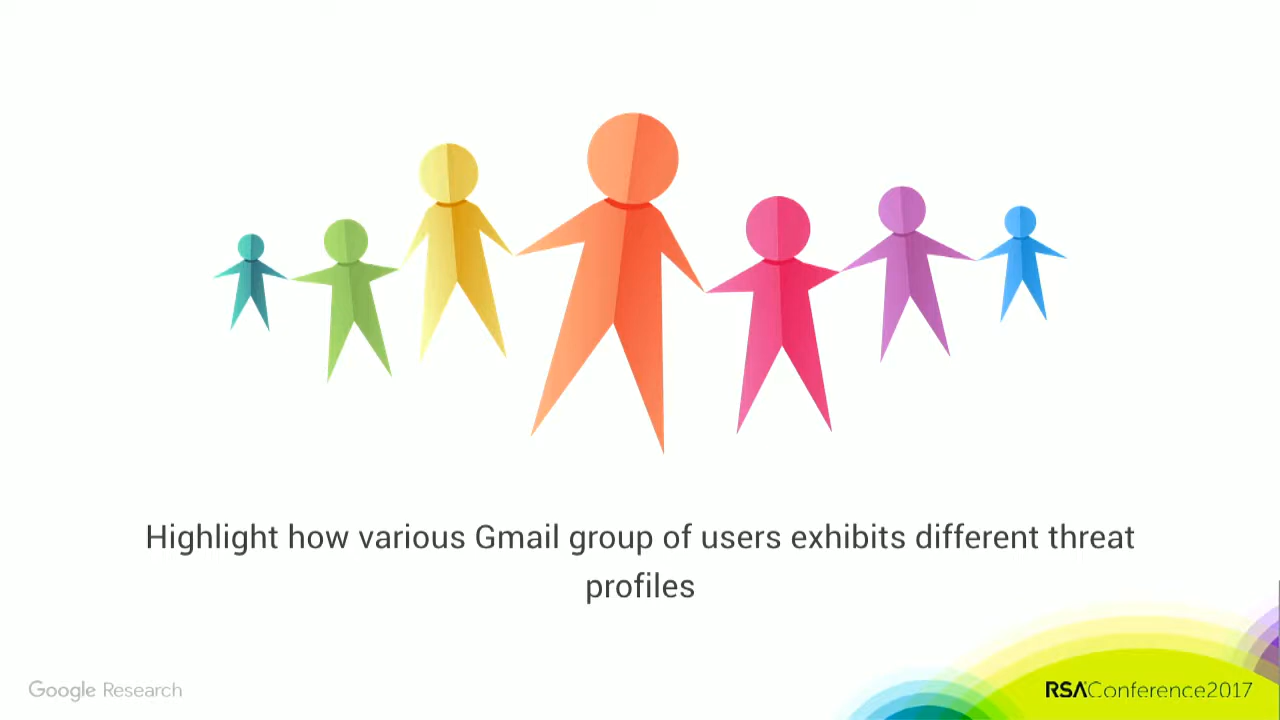 Highlight how various Gmail group of users exhibits different threat
profiles
Google Research
RSAConference2017